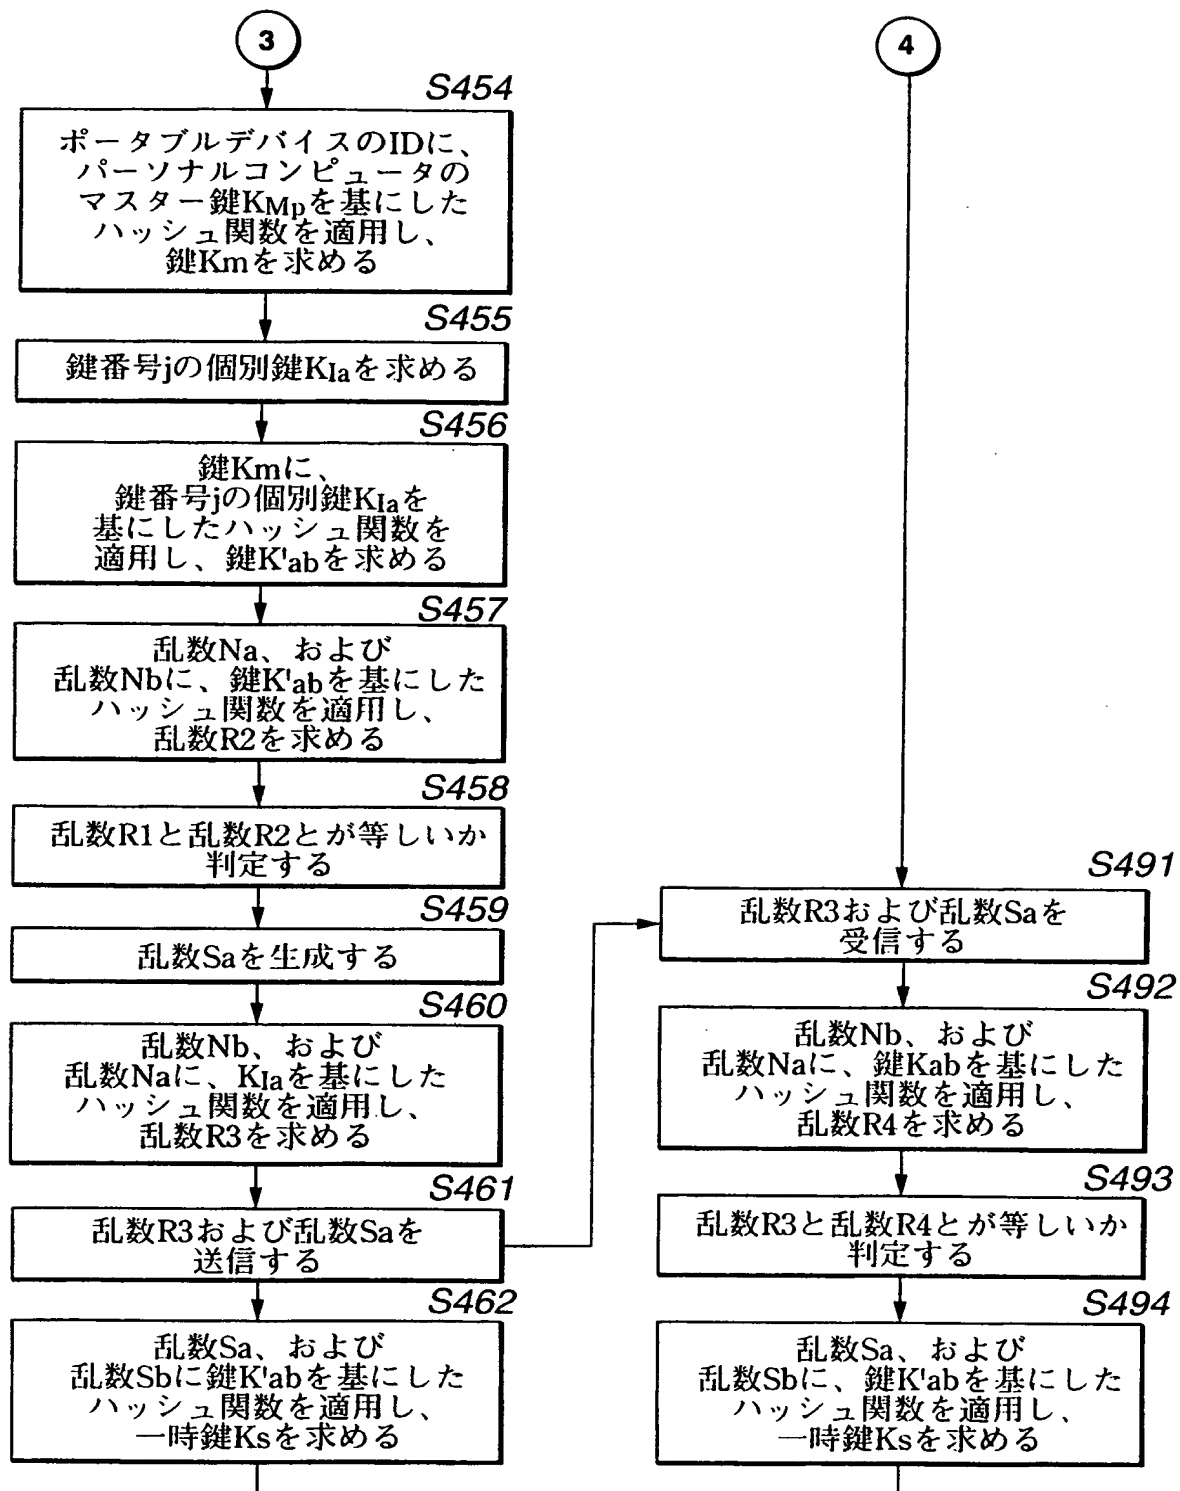 3
S454
ポータブルデバイスのIDに、
パーソナルコンピュータの
マスター鍵KMpを基にした
ハッシュ関数を適用し、
鍵Kmを求める
S455
鍵番号jの個別鍵KIaを求める
S456
鍵Kmに、
鍵番号jの個別鍵KIaを
基にしたハッシュ関数を
適用し、鍵K'abを求める
S457
乱数Na、および
乱数Nbに、鍵K'abを基にした
ハッシュ関数を適用し、
乱数R2を求める
S458
乱数R1と乱数R2とが等しいか
判定する
S459
乱数Saを生成する
S460
乱数Nb、および
乱数Naに、KIaを基にした
ハッシュ関数を適用し、
乱数R3を求める
S461
乱数R3および乱数Saを
送信する
S462
乱数Sa、および
乱数Sbに鍵K'abを基にした
ハッシュ関数を適用し、
一時鍵Ksを求める
4
S491
乱数R3および乱数Saを
受信する
S492
乱数Nb、および
乱数Naに、鍵Kabを基にした
ハッシュ関数を適用し、
乱数R4を求める
S493
乱数R3と乱数R4とが等しいか
判定する
S494
乱数Sa、および
乱数Sbに、鍵K'abを基にした
ハッシュ関数を適用し、
一時鍵Ksを求める